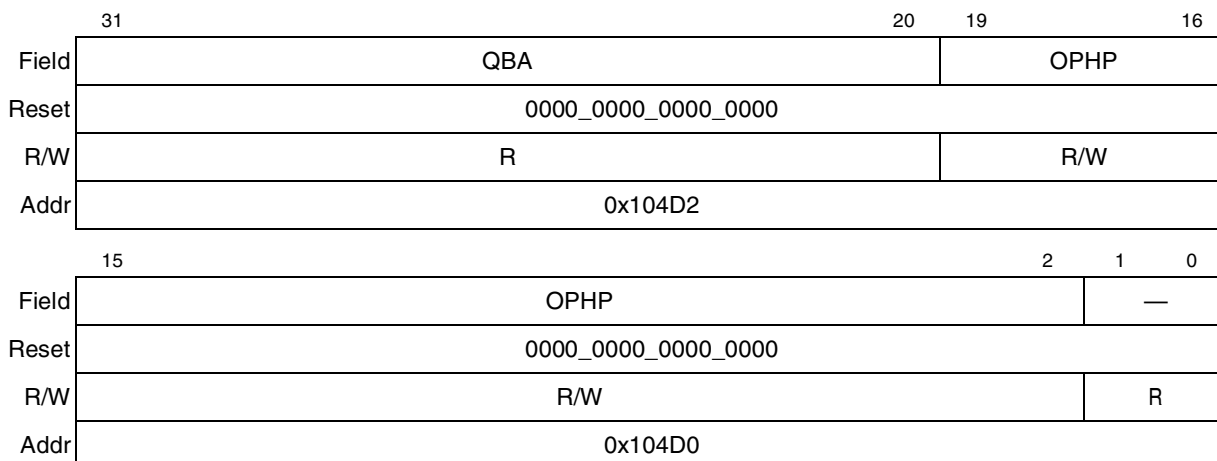 31 20 19 16
Field QBA OPHP
Reset 0000_0000_0000_0000
R/W R R/W
Addr 0x104D2
15 2 1 0
Field OPHP —
Reset 0000_0000_0000_0000
R/W R/W R
Addr 0x104D0